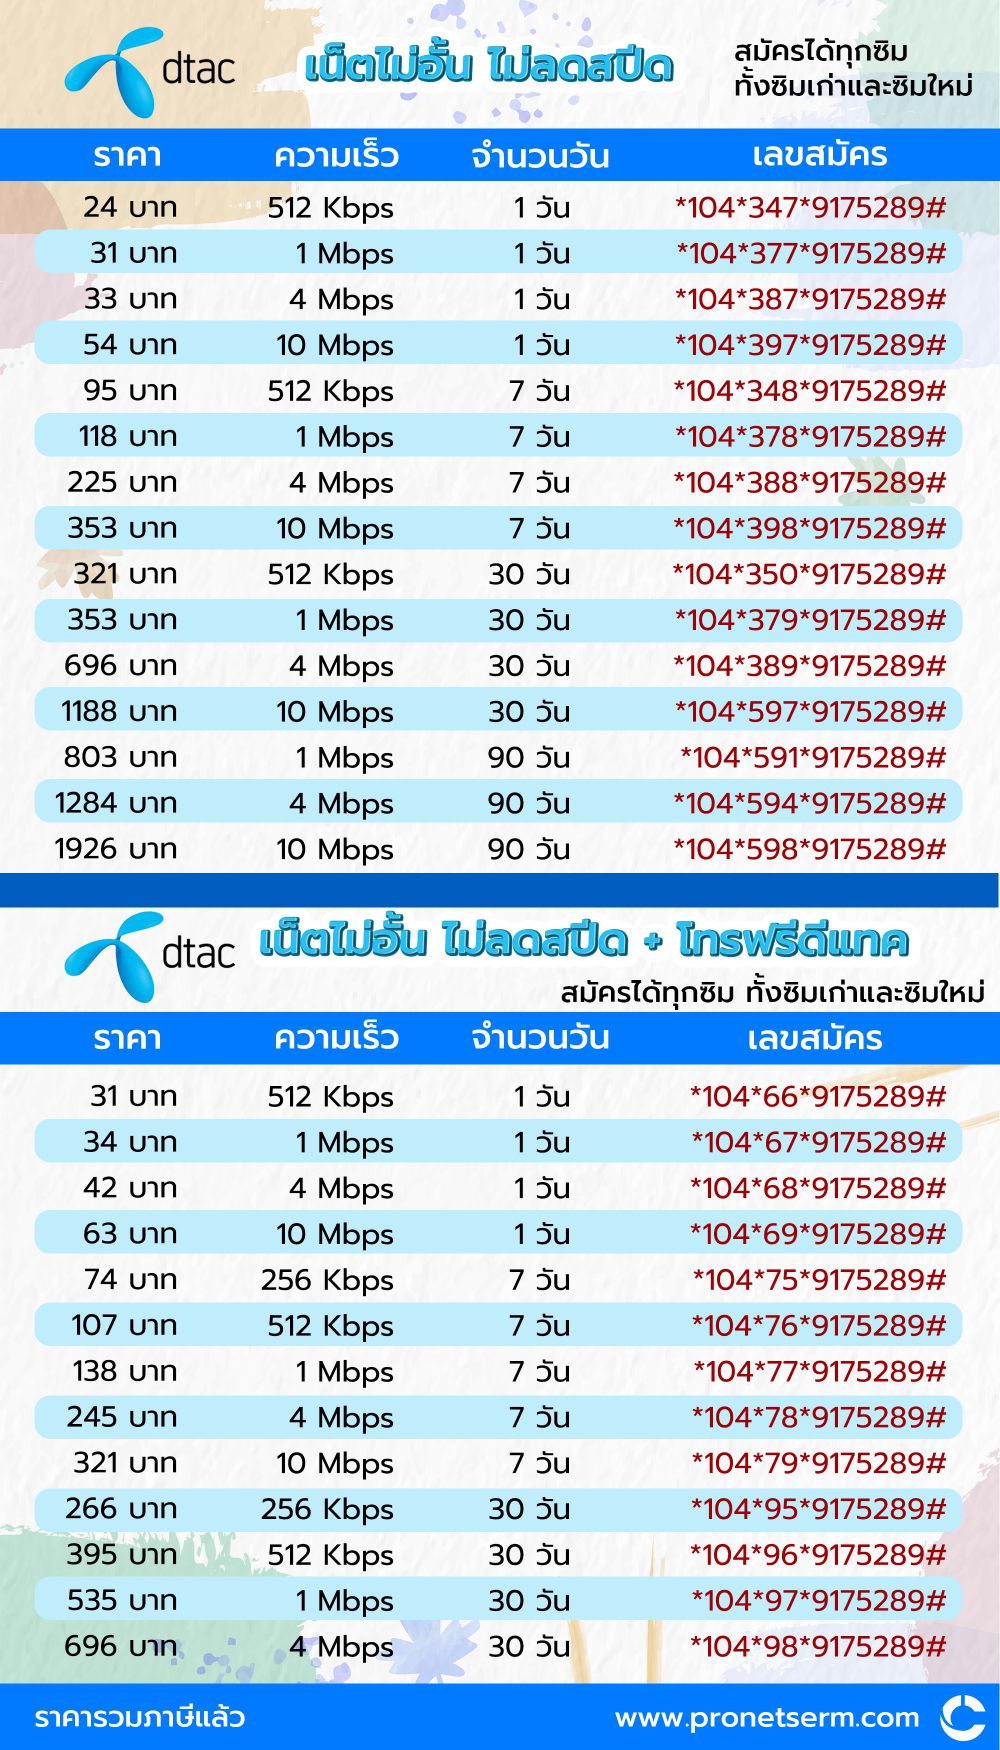 dtac
เน็ตไม่อั้น ไม่ลดสปีด
สมัครได้ทุกซิม
ทั้งซิมเก่าและซิมใหม่
ราคา ความเร็ว จำนวนวัน เลขสมัคร
24 บาท 512 Kbps 1 วัน *104*347*9175289#
31 บาท 1 Mbps 1 วัน *104*377*9175289#
33 บาท 4 Mbps 1 วัน *104*387*9175289#
54 บาท 10 Mbps 1 วัน *104*397*9175289#
95 บาท 512 Kbps 7 วัน *104*348*9175289#
118 บาท 1 Mbps 7 วัน *104*378*9175289#
225 บาท 4 Mbps 7 วัน *104*388*9175289#
353 บาท 10 Mbps 7 วัน *104*398*9175289#
321 บาท 512 Kbps 30 วัน *104*350*9175289#
353 บาท 1 Mbps 30 วัน *104*379*9175289#
696 บาท 4 Mbps 30 วัน *104*389*9175289#
1188 บาท 10 Mbps 30 วัน *104*597*9175289#
803 บาท 1 Mbps 90 วัน *104*591*9175289#
1284 บาท 4 Mbps 90 วัน *104*594*9175289#
1926 บาท 10 Mbps 90 วัน *104*598*9175289#
dtac
เน็ตไม่อั้น ไม่ลดสปีด + โทรฟรีดีแทค
สมัครได้ทุกซิม ทั้งซิมเก่าและซิมใหม่
ราคา ความเร็ว จำนวนวัน เลขสมัคร
31 บาท 512 Kbps 1 วัน *104*66*9175289#
34 บาท 1 Mbps 1 วัน *104*67*9175289#
42 บาท 4 Mbps 1 วัน *104*68*9175289#
63 บาท 10 Mbps 1 วัน *104*69*9175289#
74 บาท 256 Kbps 7 วัน *104*75*9175289#
107 บาท 512 Kbps 7 วัน *104*76*9175289#
138 บาท 1 Mbps 7 วัน *104*77*9175289#
245 บาท 4 Mbps 7 วัน *104*78*9175289#
321 บาท 10 Mbps 7 วัน *104*79*9175289#
266 บาท 256 Kbps 30 วัน *104*95*9175289#
395 บาท 512 Kbps 30 วัน *104*96*9175289#
535 บาท 1 Mbps 30 วัน *104*97*9175289#
696 บาท 4 Mbps 30 วัน *104*98*9175289#
ราคารวมภาษีแล้ว www.pronetserm.com